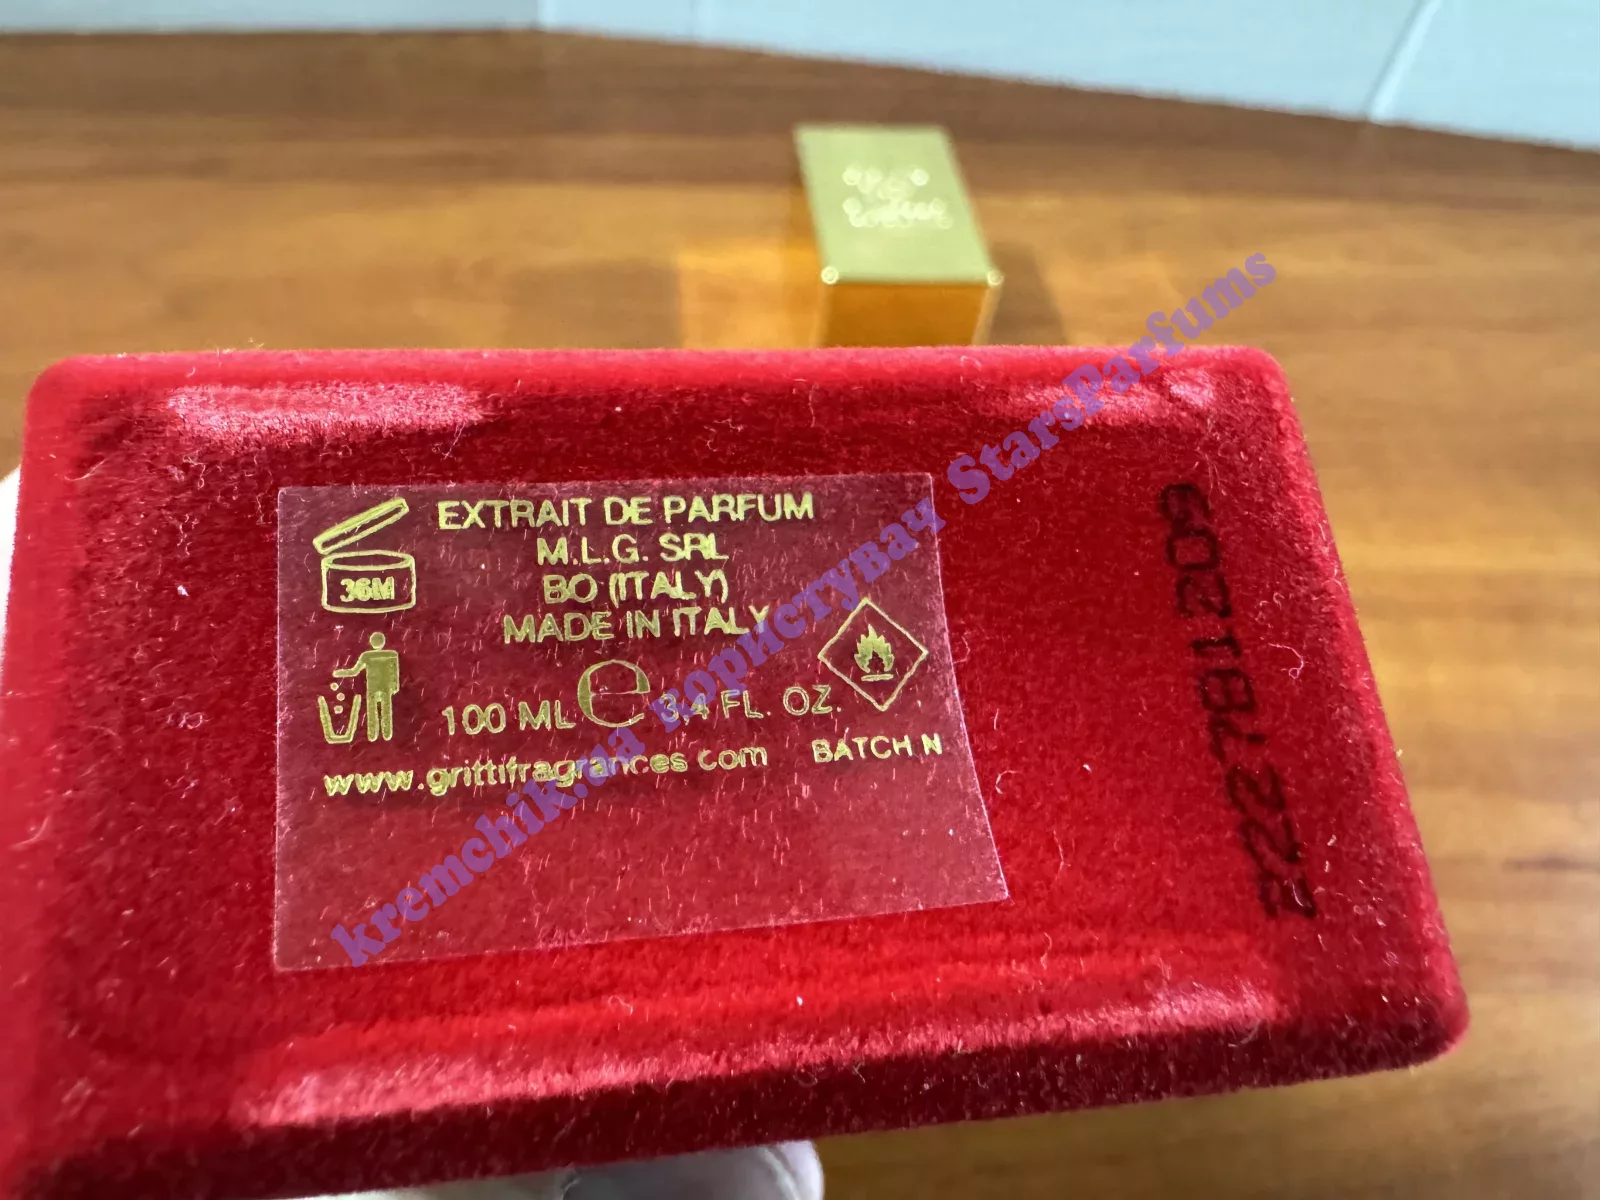 EXTRAIT DE PARFUM
M.L.G. SRL
BO (ITALY)
MADE IN ITALY
36M
100 ML e 3,4 FL. OZ.
www.grittifragrances.com
BATCH N
22781209
kremchik.ua користувач StarsParfums